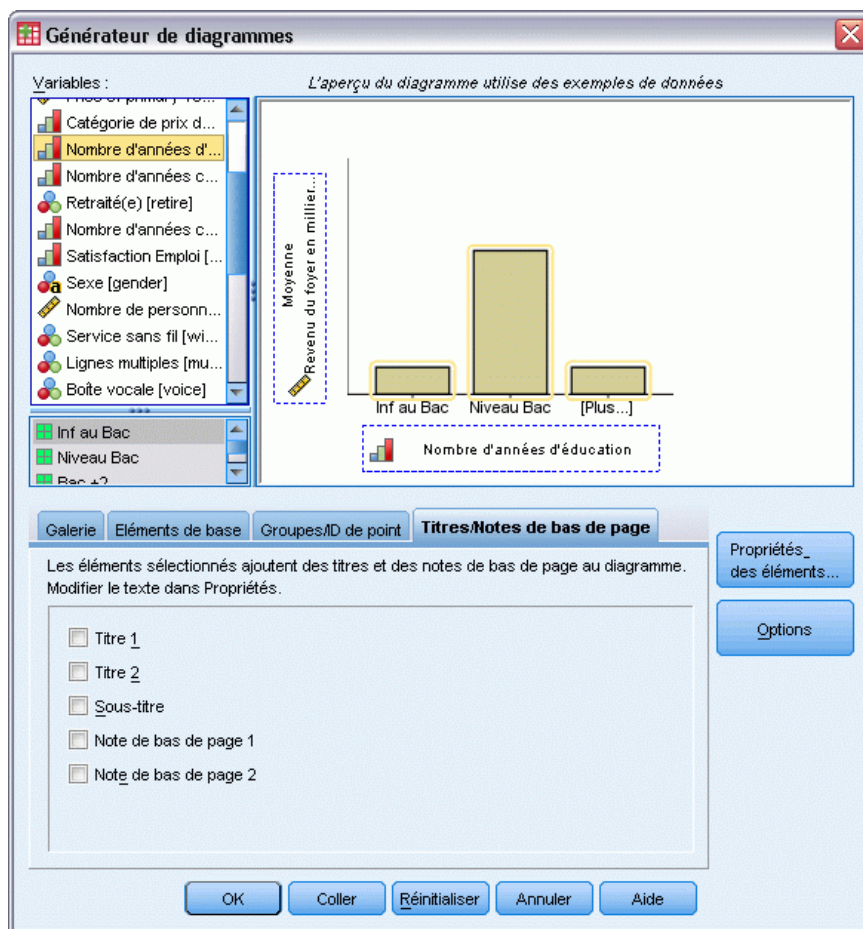 Générateur de diagrammes
Variables :
L'aperçu du diagramme utilise des exemples de données
Catégorie de prix d...
Nombre d'années d'...
Nombre d'années c...
Retraité(e) [retire]
Nombre d'années c...
Satisfaction Emploi [...
Sexe [gender]
Nombre de personn...
Service sans fil [wi...
Lignes multiples [mu...
Boîte vocale [voice]
Inf au Bac
Niveau Bac
Bac +2
Moyenne
Revenu du foyer en millier...
Inf au Bac
Niveau Bac
[Plus...]
Nombre d'années d'éducation
Galerie
Eléments de base
Groupes/ID de point
Titres/Notes de bas de page
Les éléments sélectionnés ajoutent des titres et des notes de bas de page au diagramme.
Modifier le texte dans Propriétés.
Titre 1
Titre 2
Sous-titre
Note de bas de page 1
Note de bas de page 2
Propriétés_
des éléments...
Options
OK
Coller
Réinitialiser
Annuler
Aide